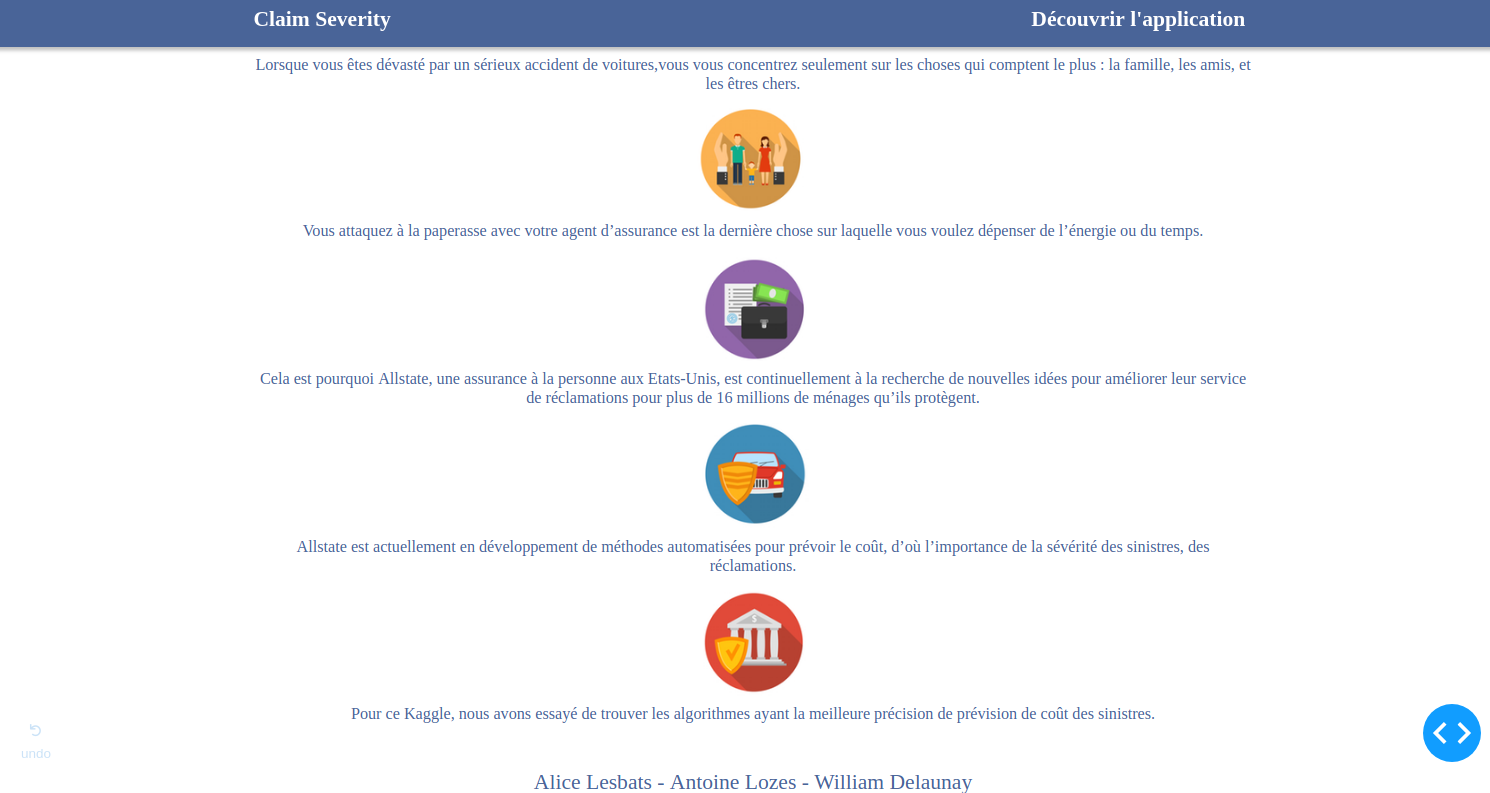 Claim Severity
Découvrir l'application
Lorsque vous êtes dévasté par un sérieux accident de voitures,vous vous concentrez seulement sur les choses qui comptent le plus : la famille, les amis, et
les êtres chers.
Vous attaquez à la paperasse avec votre agent d’assurance est la dernière chose sur laquelle vous voulez dépenser de l’énergie ou du temps.
Cela est pourquoi Allstate, une assurance à la personne aux Etats-Unis, est continuellement à la recherche de nouvelles idées pour améliorer leur service
de réclamations pour plus de 16 millions de ménages qu’ils protègent.
Allstate est actuellement en développement de méthodes automatisées pour prévoir le coût, d’où l’importance de la sévérité des sinistres, des
réclamations.
Pour ce Kaggle, nous avons essayé de trouver les algorithmes ayant la meilleure précision de prévision de coût des sinistres.
undo
Alice Lesbats - Antoine Lozes - William Delaunay